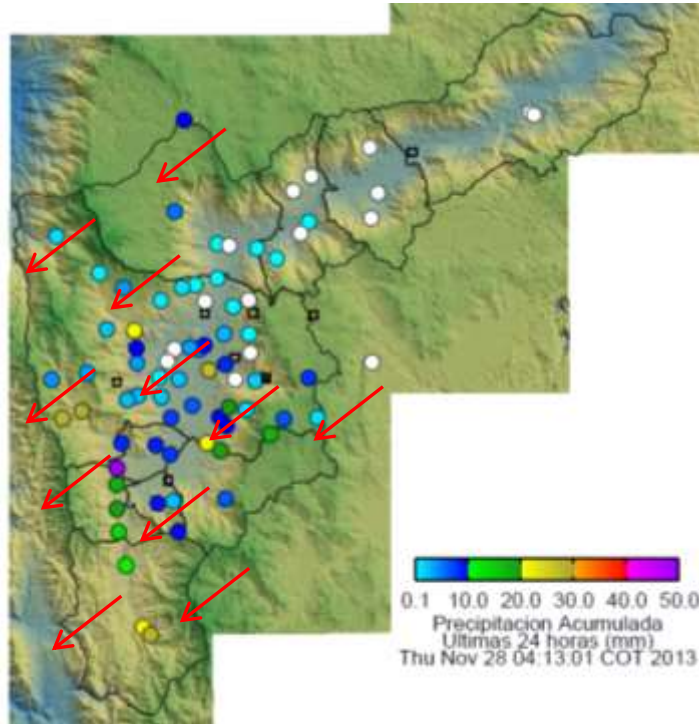 0.1 10.0 20.0 30.0 40.0 50.0
Precipitacion Acumulada
Ultimas 24 horas (mm)
Thu Nov 28 04:13:01 COT 2013